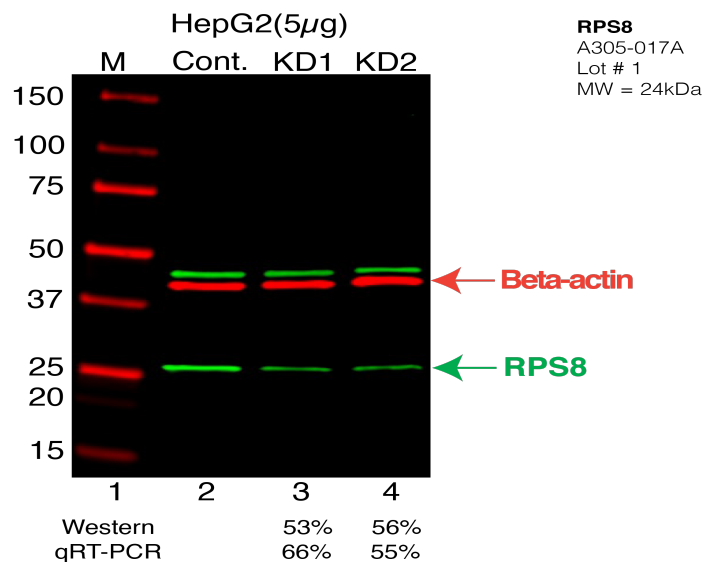 HepG2(5µg)
M Cont. KD1 KD2
RPS8
A305-017A
Lot # 1
MW = 24kDa
150
100
75
50
37
25
20
15
Beta-actin
RPS8
1 2 3 4
Western 53% 56%
qRT-PCR 66% 55%